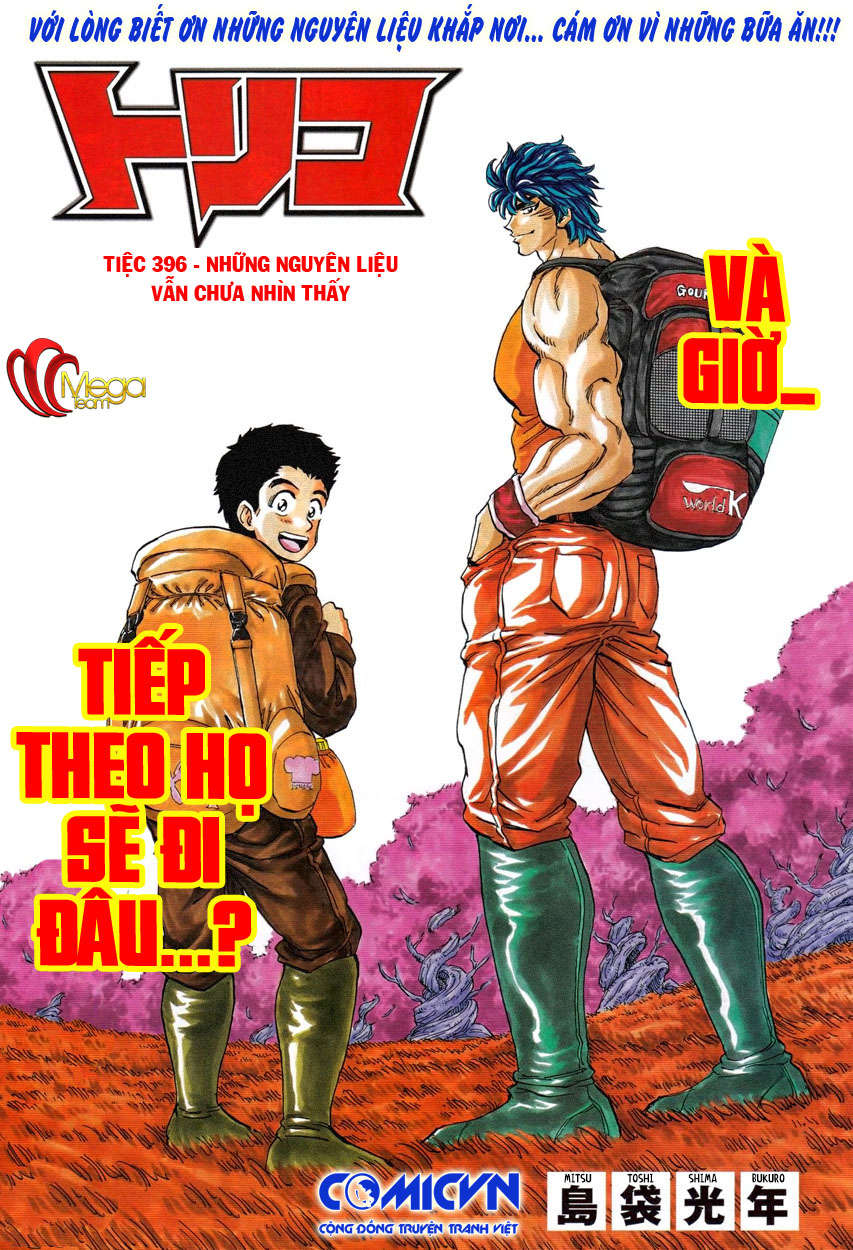 VỚI LÒNG BIẾT ƠN NHỮNG NGUYÊN LIỆU KHẮP NƠI... CÁM ƠN VÌ NHỮNG BỮA ĂN!!!
トリコ
TIỆC 396 - NHỮNG NGUYÊN LIỆU
VẪN CHƯA NHÌN THẤY
Mega
Team
GOUR
VÀ
GIỜ...
World K
TIẾP
THEO HỌ
SẼ ĐI
ĐÂU...?
COMICVN
CỘNG ĐỒNG TRUYỆN TRANH VIỆT
MITSU TOSHI SHIMA BUKURO
島袋光年